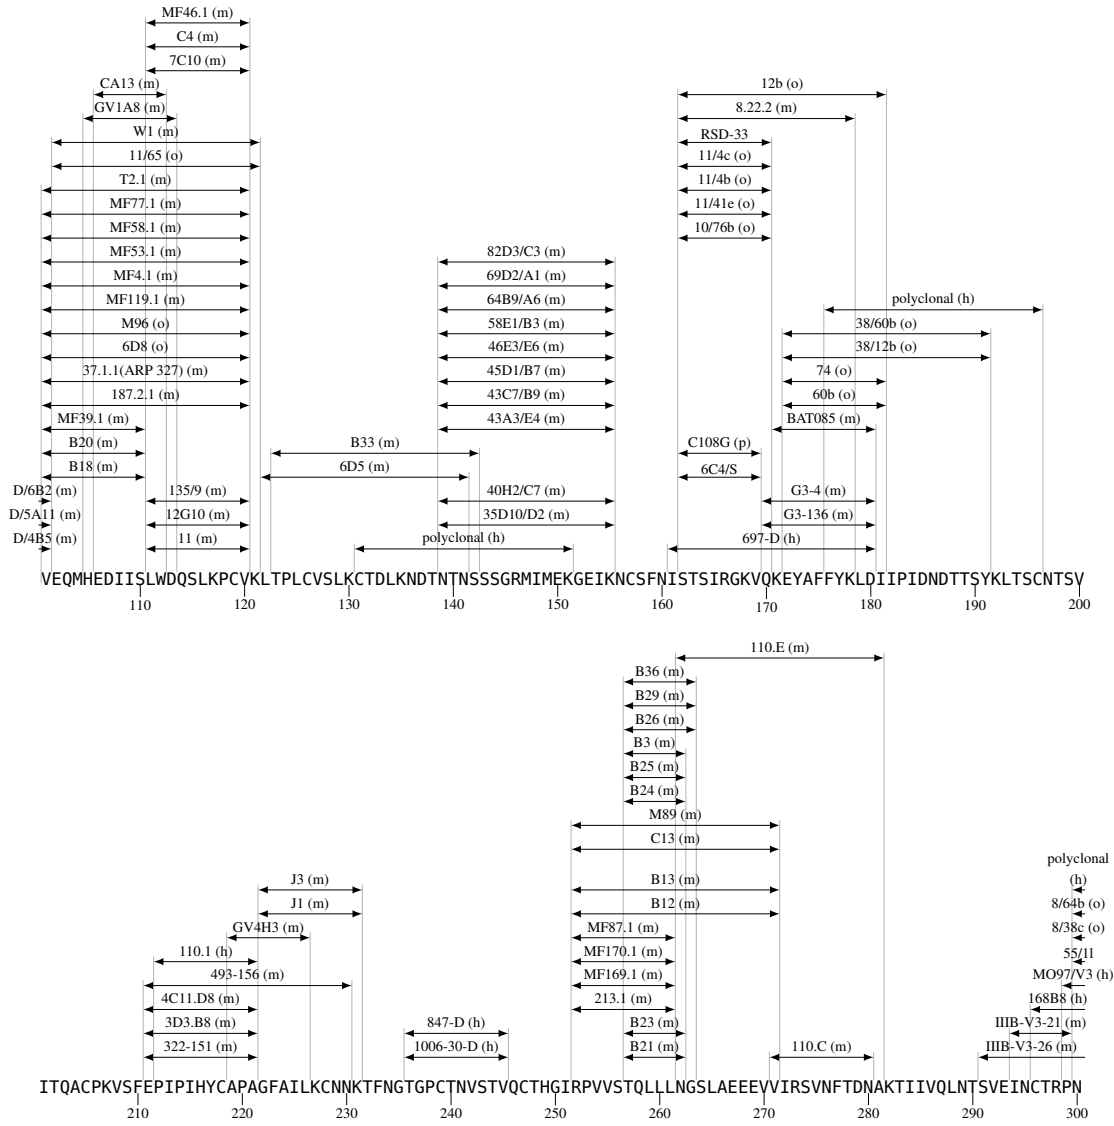 MF46.1 (m)
C4 (m)
7C10 (m)
CA13 (m) 12b (o)
GV1A8 (m) 8.22.2 (m)
W1 (m) RSD-33
11/65 (o) 11/4c (o)
T2.1 (m) 11/4b (o)
MF77.1 (m) 11/41e (o)
MF58.1 (m) 10/76b (o)
MF53.1 (m) 82D3/C3 (m)
MF4.1 (m) 69D2/A1 (m)
MF119.1 (m) 64B9/A6 (m) polyclonal (h)
M96 (o) 58E1/B3 (m) 38/60b (o)
6D8 (o) 46E3/E6 (m) 38/12b (o)
37.1.1(ARP 327) (m) 45D1/B7 (m) 74 (o)
187.2.1 (m) 43C7/B9 (m) 60b (o)
MF39.1 (m) 43A3/E4 (m) BAT085 (m)
B20 (m) B33 (m) C108G (p)
B18 (m) 6D5 (m) 6C4/S
D/6B2 (m) 135/9 (m) 40H2/C7 (m) G3-4 (m)
D/5A11 (m) 12G10 (m) 35D10/D2 (m) G3-136 (m)
D/4B5 (m) 11 (m) polyclonal (h) 697-D (h)
VEQMHEDIISLWDQSLKPCVKLTPLCVSLKCTDLKNDTNTNSSSGRMIMEKGEIKNCSFNISTSIRGKVQKEYAFFYKLDIIPIDNDTTSYKLTSCNTSV
110 120 130 140 150 160 170 180 190 200
110.E (m)
B36 (m)
B29 (m)
B26 (m)
B3 (m)
B25 (m)
B24 (m)
M89 (m)
C13 (m)
polyclonal
J3 (m) B13 (m) (h)
J1 (m) B12 (m) 8/64b (o)
GV4H3 (m) MF87.1 (m) 8/38c (o)
110.1 (h) MF170.1 (m) 55/1l
493-156 (m) MF169.1 (m) MO97/V3 (h)
4C11.D8 (m) 213.1 (m) 168B8 (h)
3D3.B8 (m) 847-D (h) B23 (m) IIIB-V3-21 (m)
322-151 (m) 1006-30-D (h) B21 (m) 110.C (m) IIIB-V3-26 (m)
ITQACPKVSFEPIPIHYCAPAGFAILKCNNKTFNGTGPCTNVSTVQCTHGIRPVVSTQLLLNGSLAEEEVVIRSVNFTDNAKTIIVQLNTSVEINCTRPN
210 220 230 240 250 260 270 280 290 300